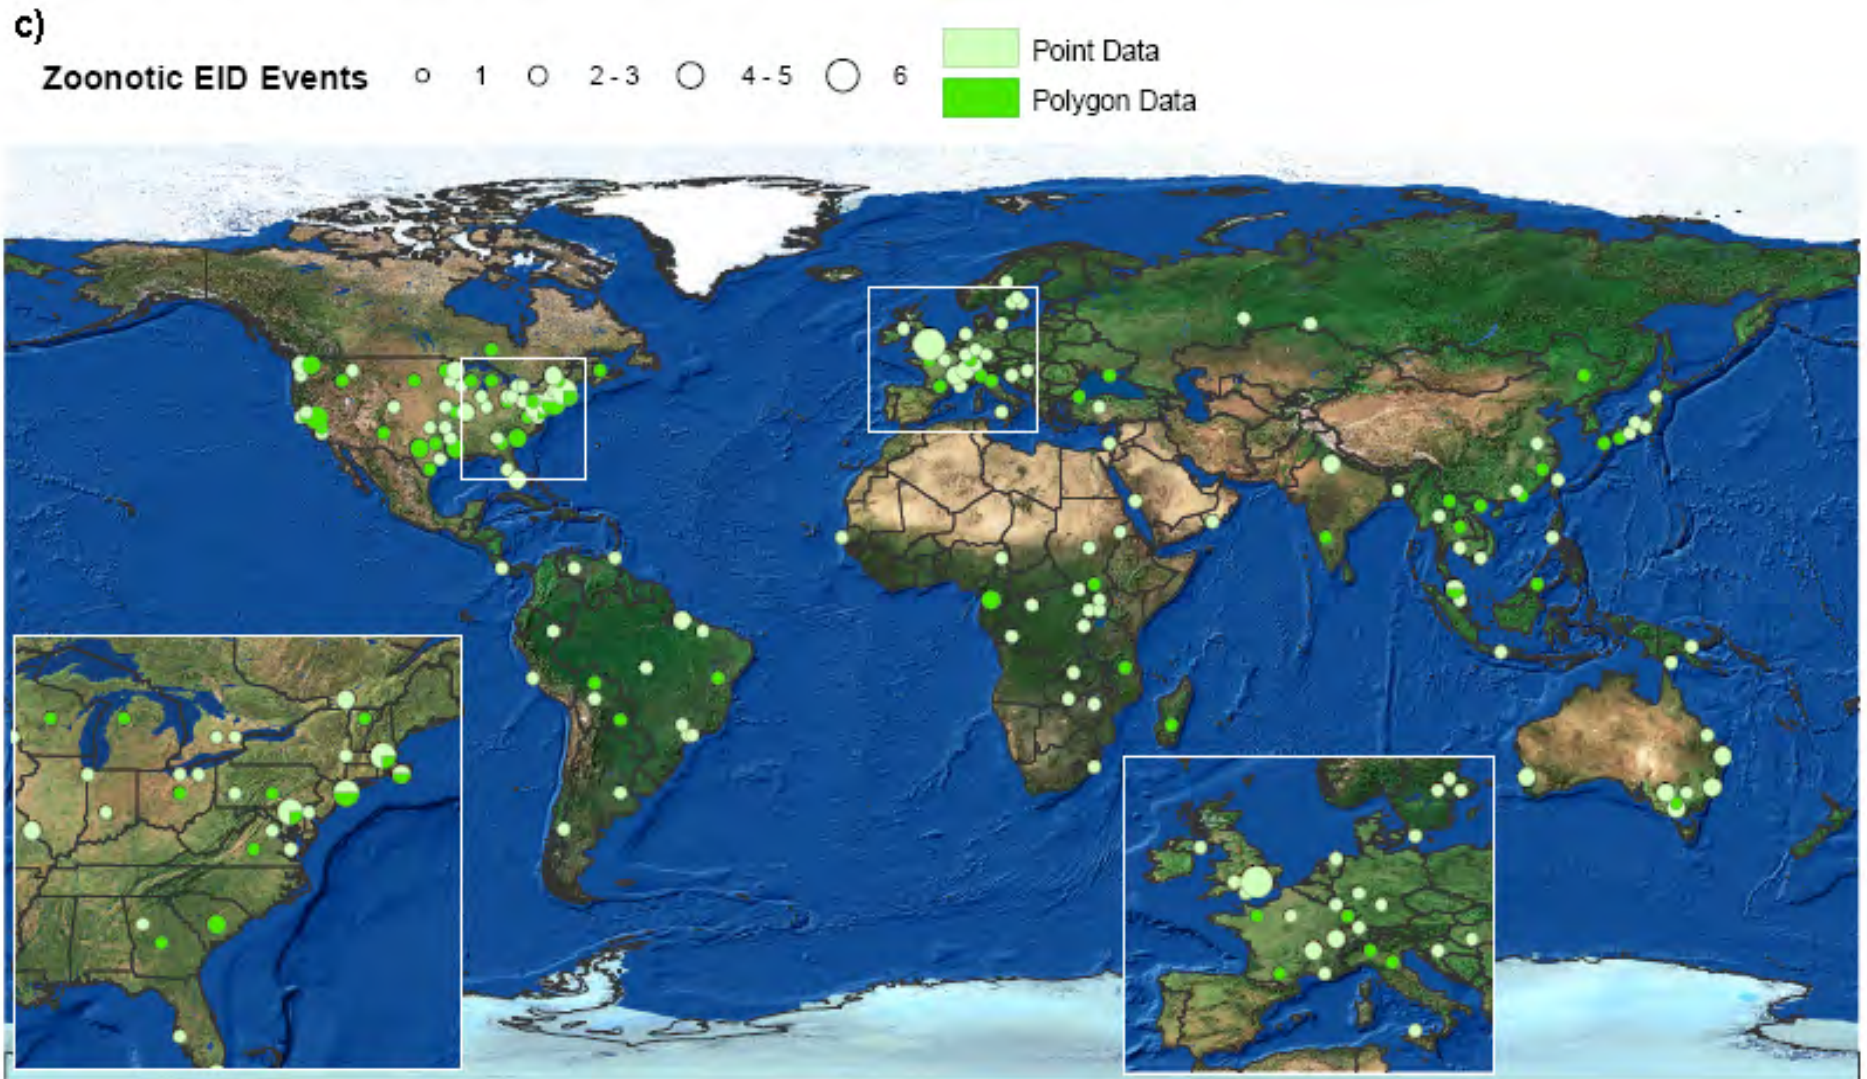 c)
Zoonotic EID Events 1 2 - 3 4 - 5 6
Point Data
Polygon Data